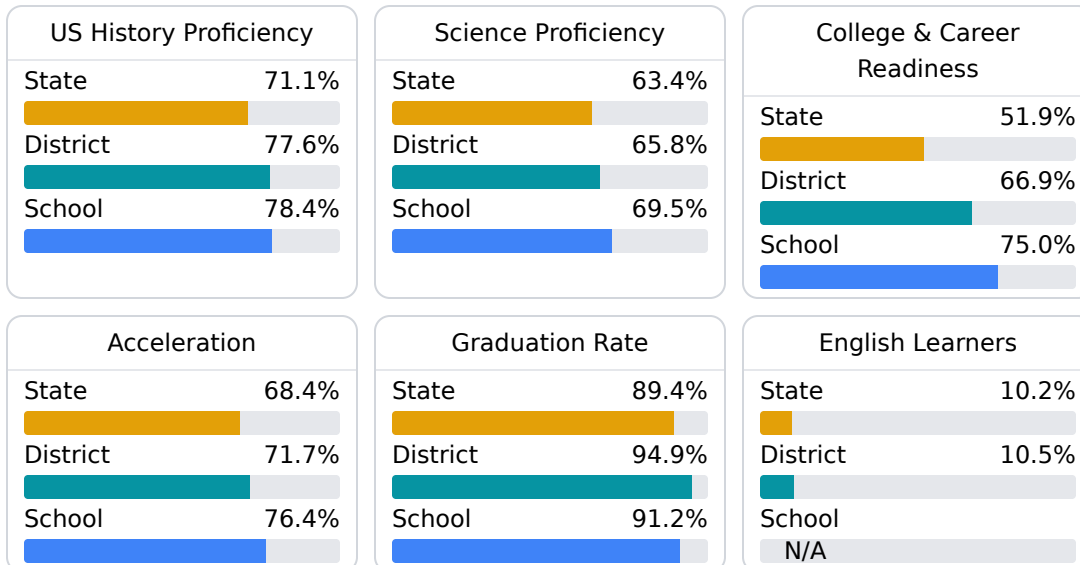 US History Proficiency
State 71.1%
District 77.6%
School 78.4%
Science Proficiency
State 63.4%
District 65.8%
School 69.5%
College & Career
Readiness
State 51.9%
District 66.9%
School 75.0%
Acceleration
State 68.4%
District 71.7%
School 76.4%
Graduation Rate
State 89.4%
District 94.9%
School 91.2%
English Learners
State 10.2%
District 10.5%
School
N/A